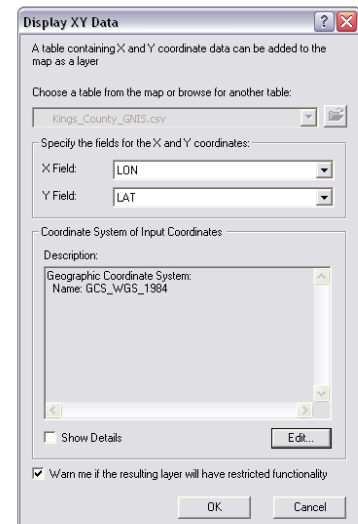 Display XY Data
A table containing X and Y coordinate data can be added to the
map as a layer
Choose a table from the map or browse for another table:
Kings_County_GNIS.csv
Specify the fields for the X and Y coordinates:
X Field:
LON
Y Field:
LAT
Coordinate System of Input Coordinates
Description:
Geographic Coordinate System:
Name: GCS_WGS_1984
Show Details
Edit...
Warn me if the resulting layer will have restricted functionality
OK
Cancel